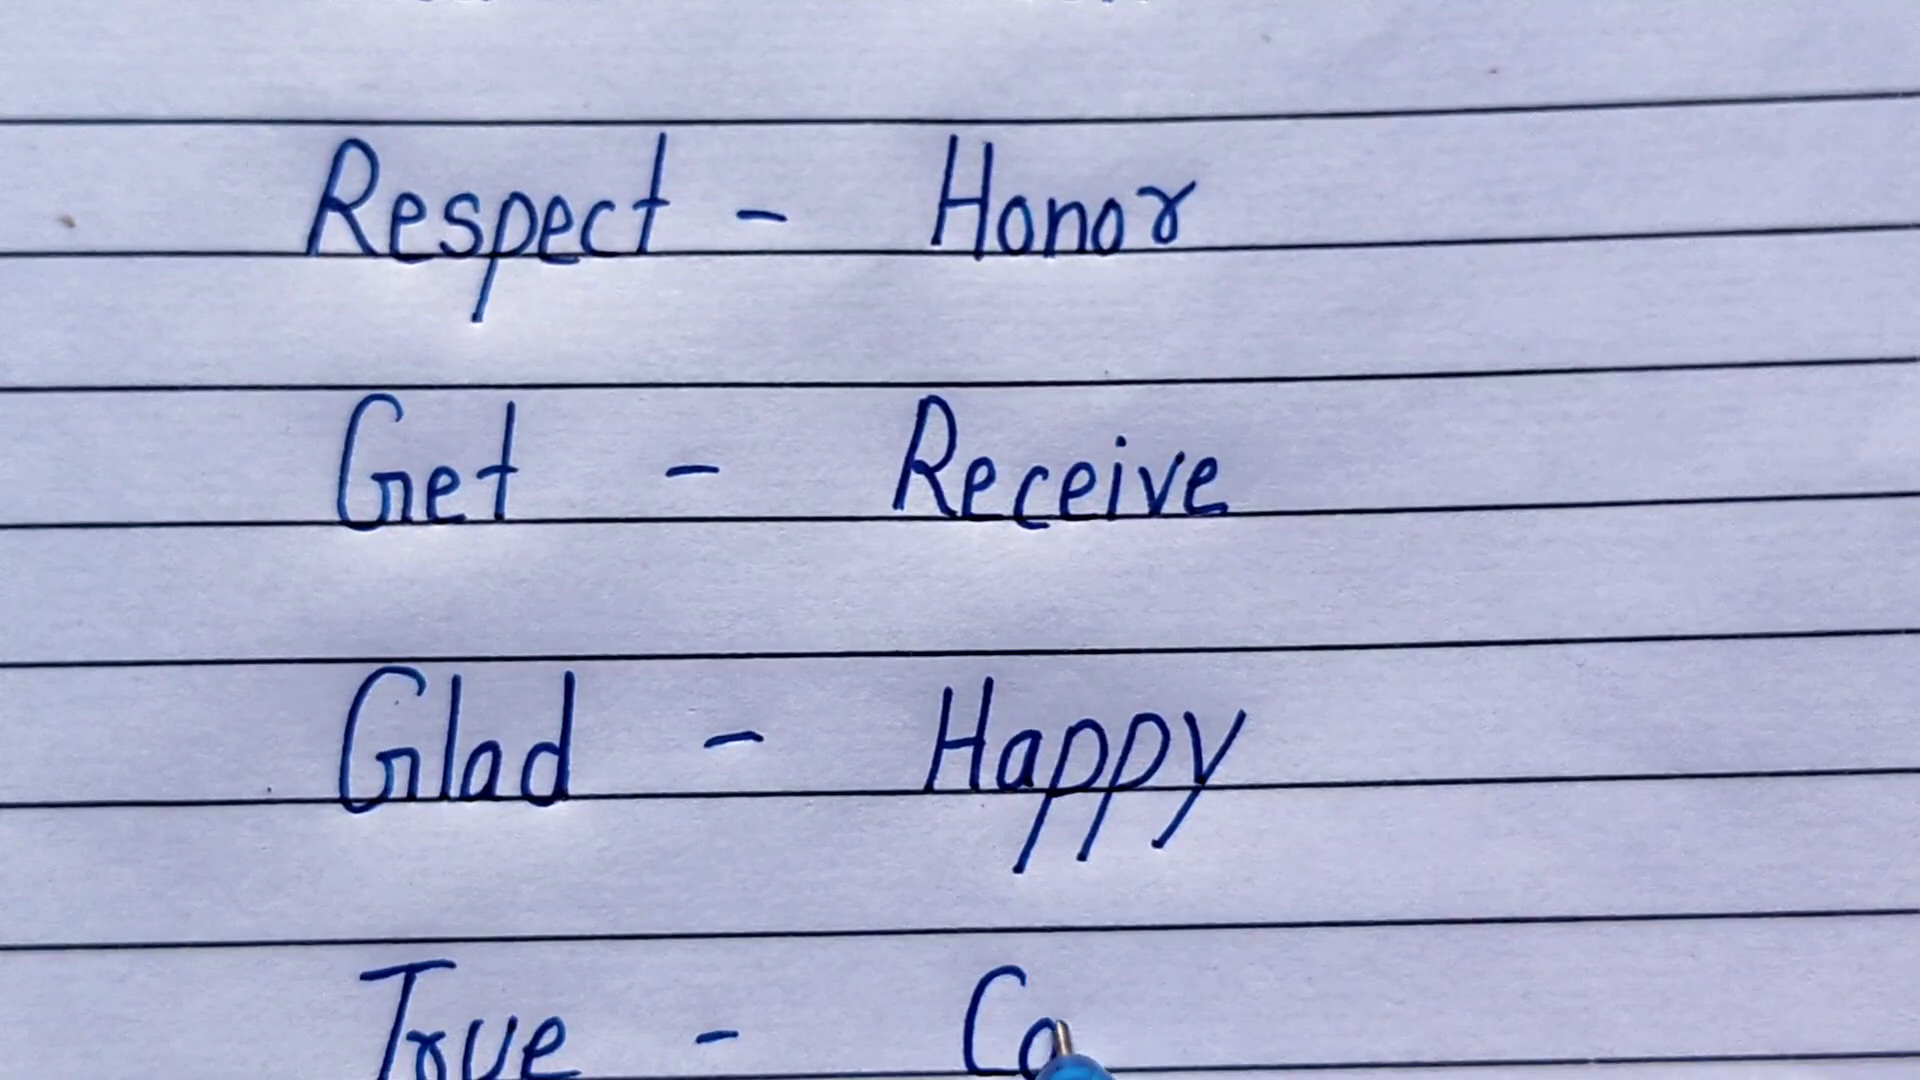 Respect - Honor
Get - Receive
Glad - Happy
True - Co